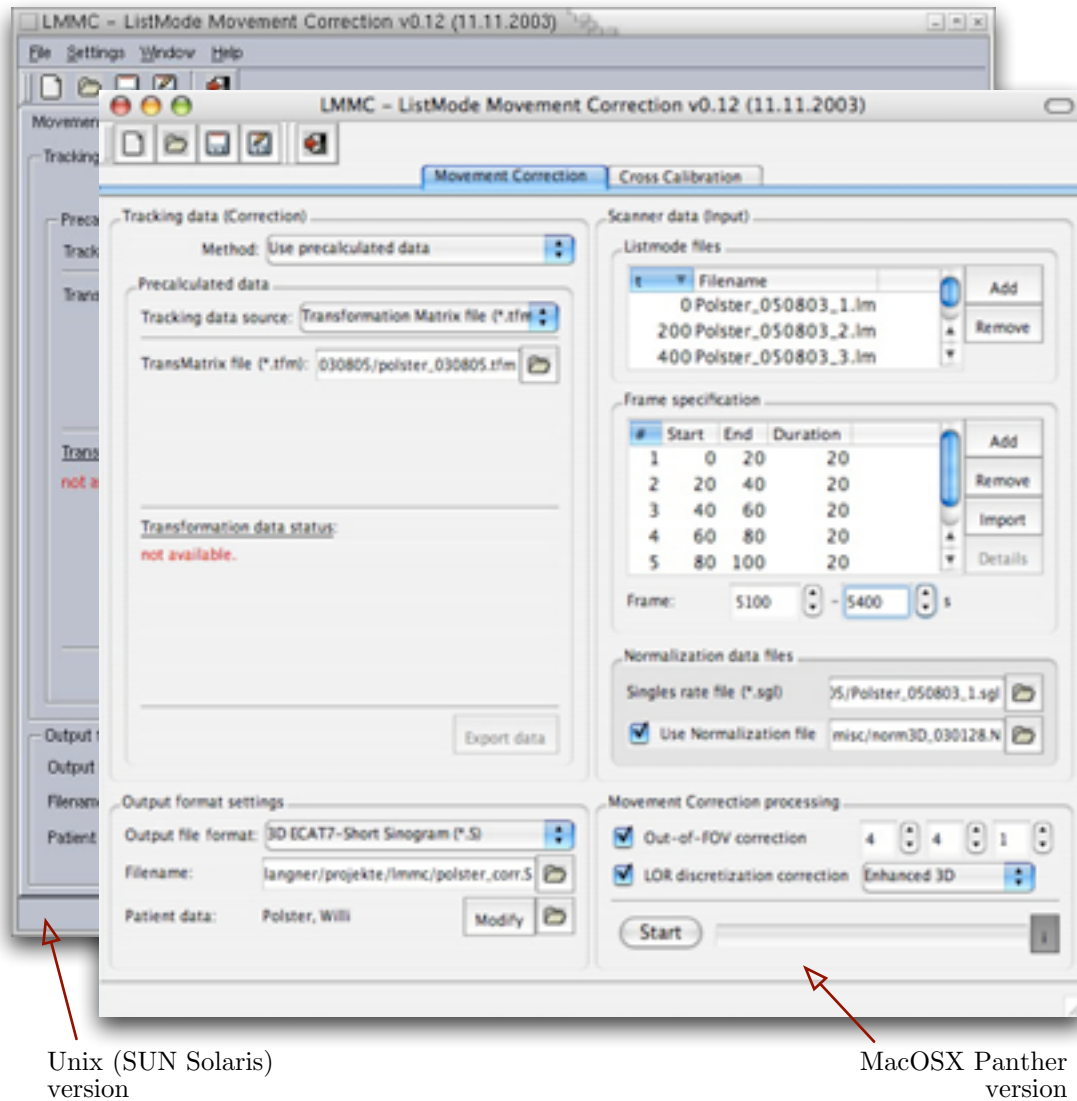 LMMC – ListMode Movement Correction v0.12 (11.11.2003)
File Settings Window Help
Movemen
Tracking
Preca
Track
Trans
Trans
not a
Output f
Output
Filenam
Patient
LMMC – ListMode Movement Correction v0.12 (11.11.2003)
Movement Correction Cross Calibration
Tracking data (Correction)
Method: Use precalculated data
Precalculated data
Tracking data source: Transformation Matrix file (*.tfm
TransMatrix file (*.tfm): 030805/polster_030805.tfm
Transformation data status:
not available.
Export data
Scanner data (Input)
Listmode files
t Filename
0 Polster_050803_1.lm
200 Polster_050803_2.lm
400 Polster_050803_3.lm
Add
Remove
Frame specification
# Start End Duration
1 0 20 20
2 20 40 20
3 40 60 20
4 60 80 20
5 80 100 20
Add
Remove
Import
Details
Frame: 5100 – 5400 s
Normalization data files
Singles rate file (*.sgl) 05/Polster_050803_1.sgl
Use Normalization file misc/norm3D_030128.N
Output format settings
Output file format: 3D ECAT7-Short Sinogram (*.S)
Filename: langner/projekte/lmmc/polster_corr.S
Patient data: Polster, Willi Modify
Movement Correction processing
Out-of-FOV correction 4 4 1
LOR discretization correction Enhanced 3D
Start i
Unix (SUN Solaris)
version
MacOSX Panther
version